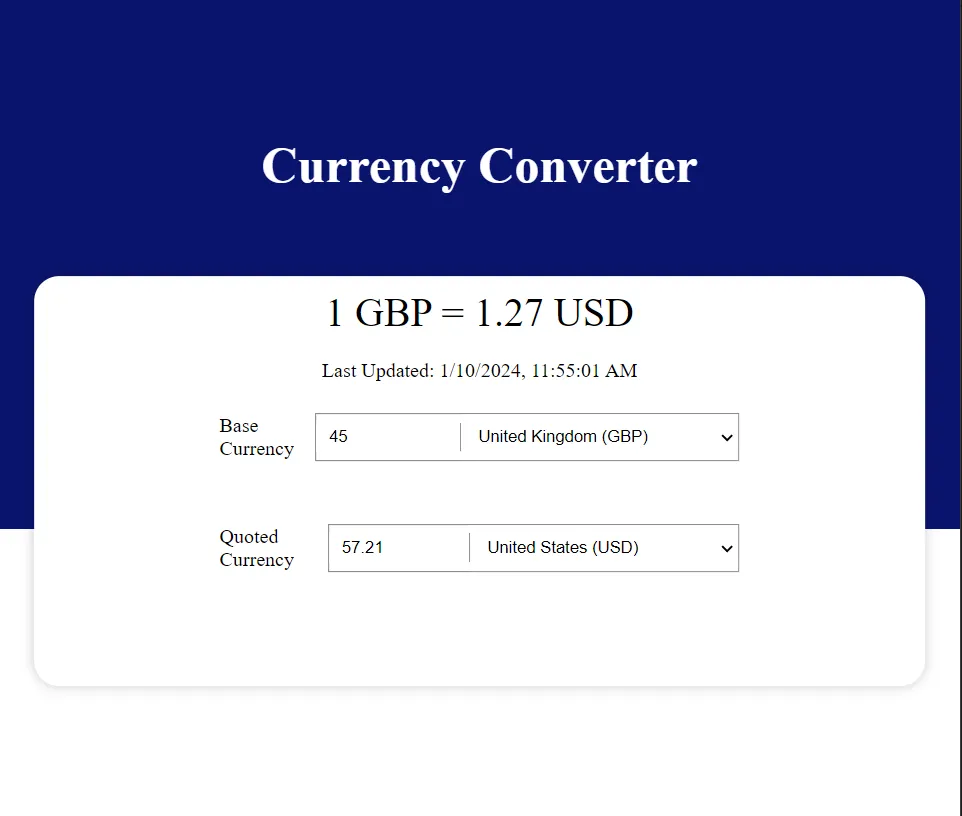 Currency Converter
1 GBP = 1.27 USD
Last Updated: 1/10/2024, 11:55:01 AM
Base
Currency
45
United Kingdom (GBP)
Quoted
Currency
57.21
United States (USD)